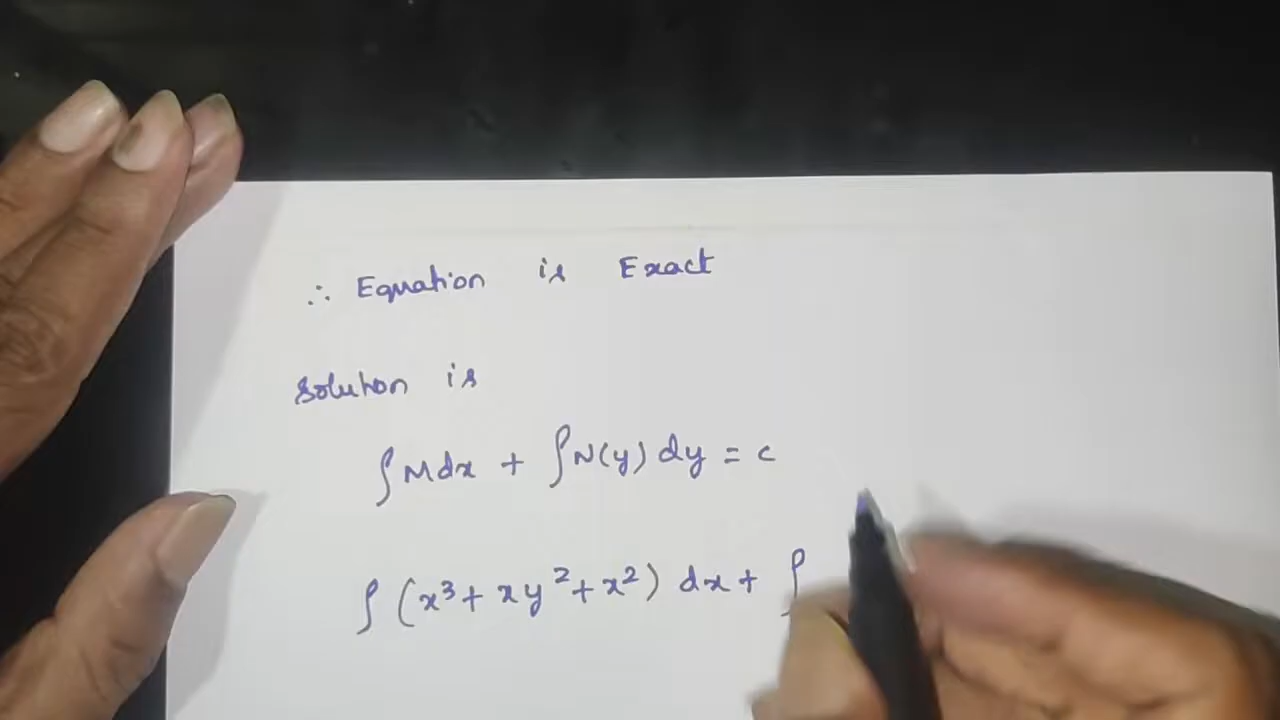 ∴ Equation is Exact
Solution is
∫Mdx + ∫N(y) dy = c
∫ (x³ + xy² + x²) dx + ∫